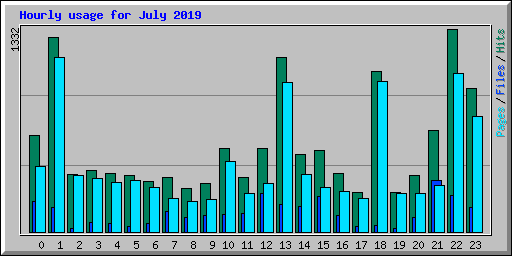 Hourly usage for July 2019
1332
Pages / Files / Hits
0 1 2 3 4 5 6 7 8 9 10 11 12 13 14 15 16 17 18 19 20 21 22 23